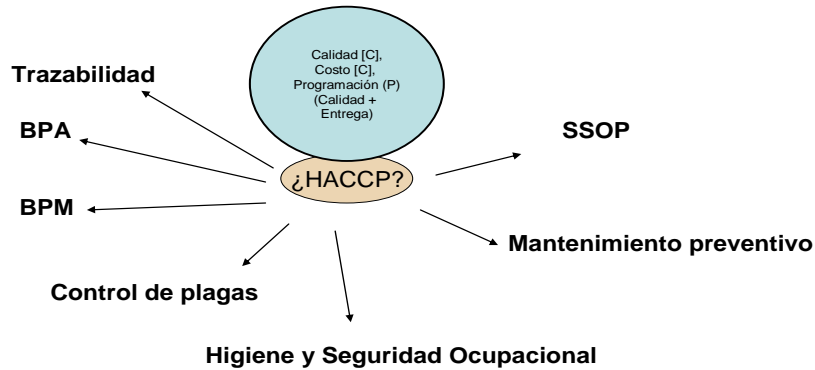 Calidad [C],
Costo [C],
Programación (P)
(Calidad +
Entrega)
Trazabilidad
BPA
SSOP
¿HACCP?
BPM
Mantenimiento preventivo
Control de plagas
Higiene y Seguridad Ocupacional